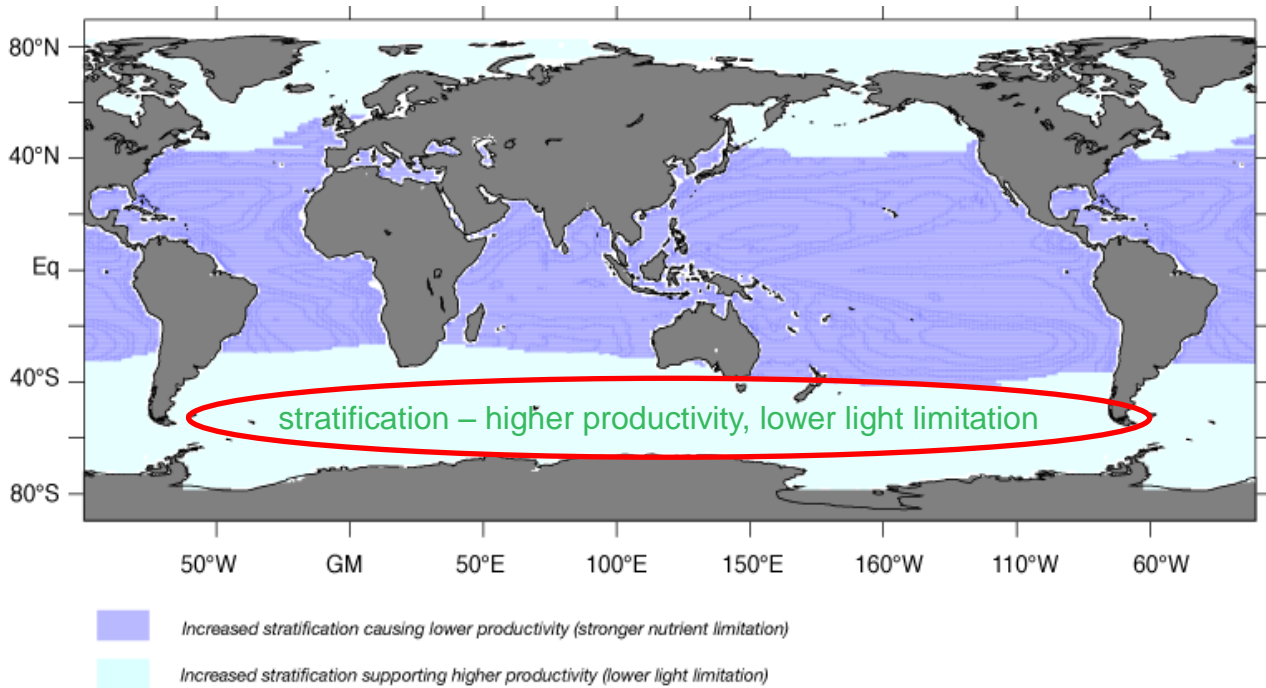 80°N
40°N
Eq
40°S
80°S
stratification – higher productivity, lower light limitation
50°W GM 50°E 100°E 150°E 160°W 110°W 60°W
Increased stratification causing lower productivity (stronger nutrient limitation)
Increased stratification supporting higher productivity (lower light limitation)